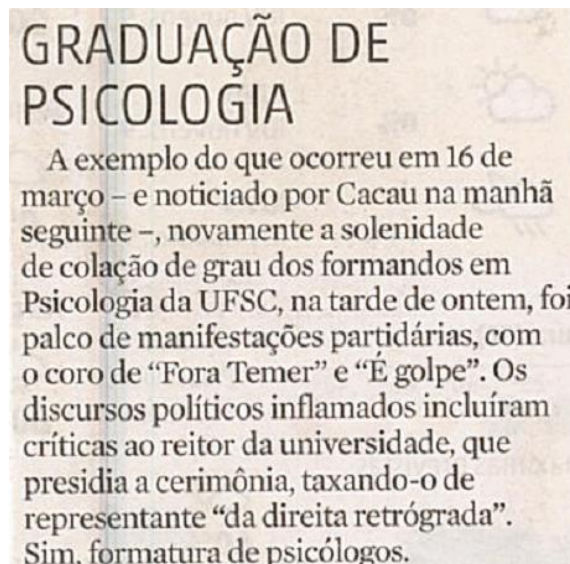 GRADUAÇÃO DE
PSICOLOGIA
A exemplo do que ocorreu em 16 de
março – e noticiado por Cacau na manhã
seguinte –, novamente a solenidade
de colação de grau dos formandos em
Psicologia da UFSC, na tarde de ontem, foi
palco de manifestações partidárias, com
o coro de “Fora Temer” e “É golpe”. Os
discursos políticos inflamados incluíram
críticas ao reitor da universidade, que
presidia a cerimônia, taxando-o de
representante “da direita retrógrada”.
Sim, formatura de psicólogos.